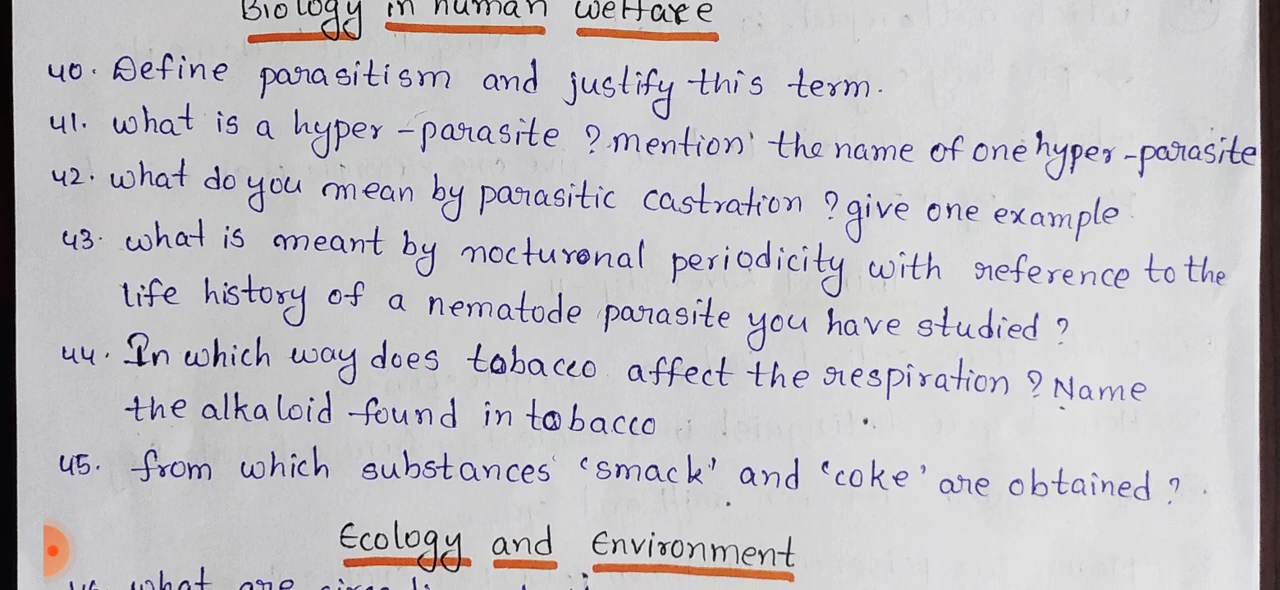 Biology in human welfare
40. Define parasitism and justify this term.
41. what is a hyper-parasite ? mention the name of one hyper-parasite
42. what do you mean by parasitic castration ? give one example
43. what is meant by nocturonal periodicity with reference to the
life history of a nematode parasite you have studied ?
44. In which way does tobacco affect the respiration ? Name
the alkaloid found in tobacco
45. from which substances 'smack' and 'coke' are obtained ?
Ecology and Environment
what are